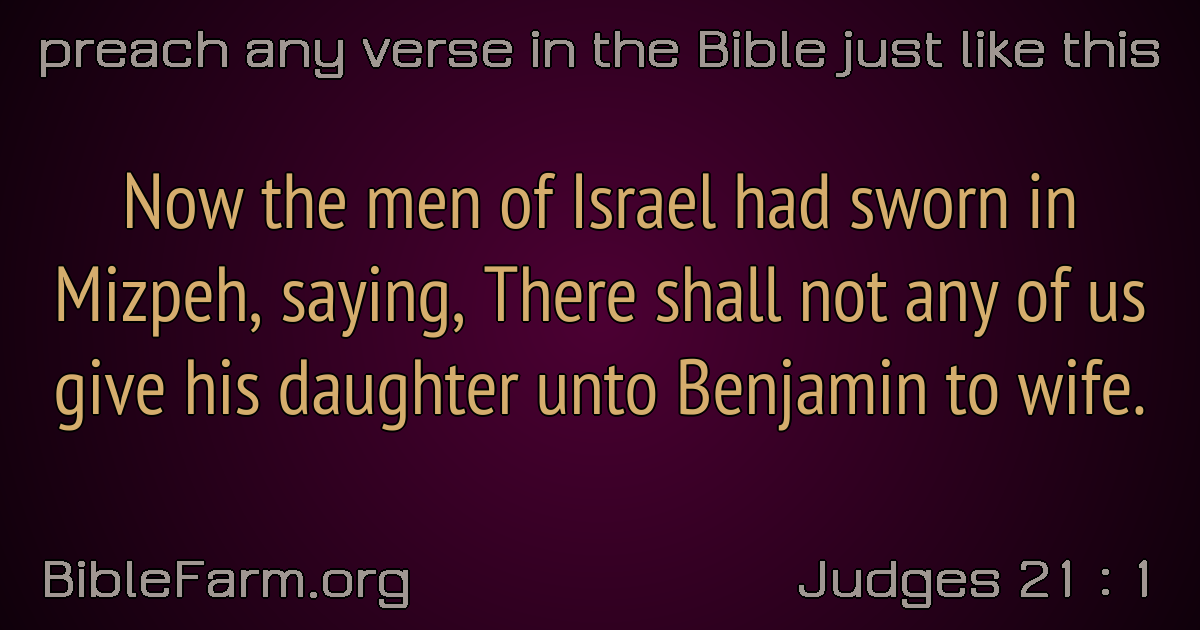 preach any verse in the Bible just like this
Now the men of Israel had sworn in
Mizpeh, saying, There shall not any of us
give his daughter unto Benjamin to wife.
BibleFarm.org
Judges 21 : 1